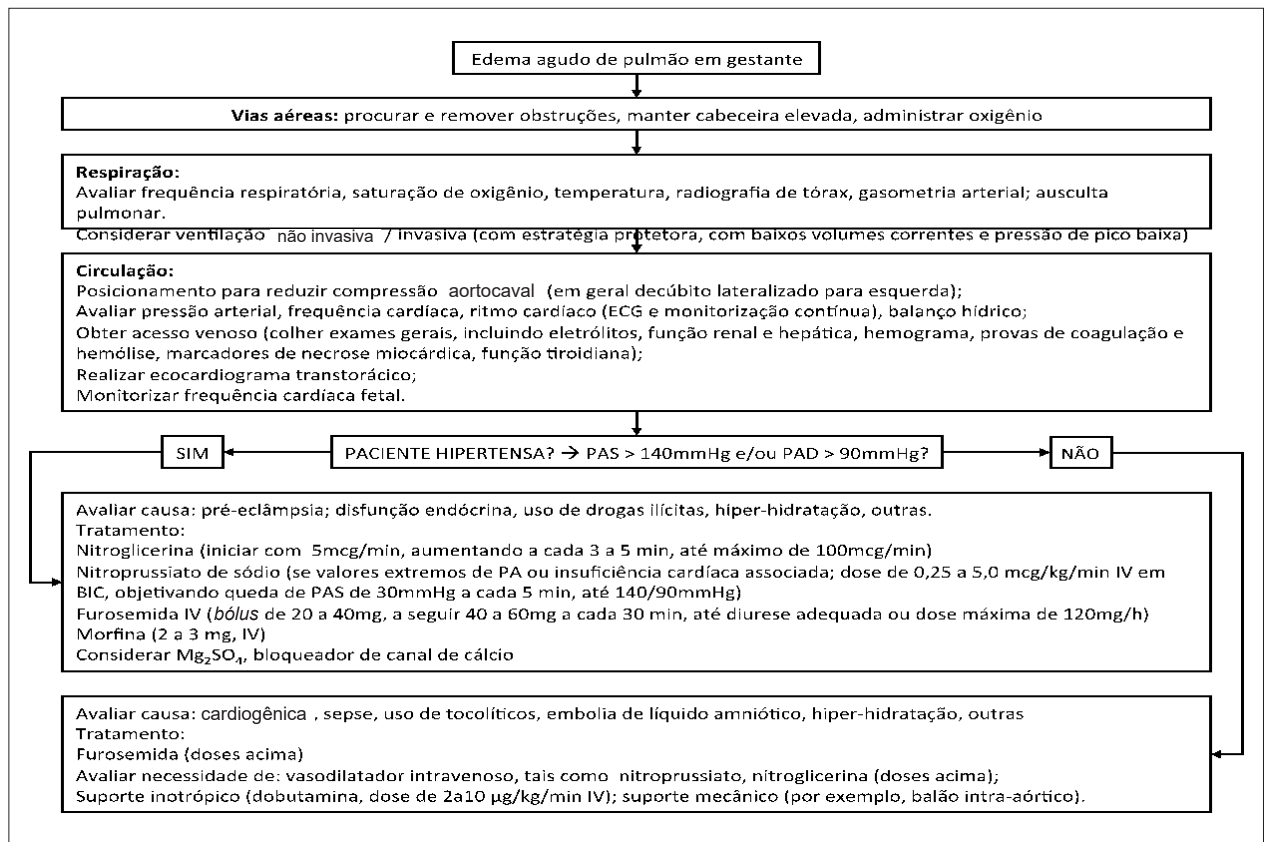 Edema agudo de pulmão em gestante
Vias aéreas: procurar e remover obstruções, manter cabeceira elevada, administrar oxigênio
Respiração:
Avaliar frequência respiratória, saturação de oxigênio, temperatura, radiografia de tórax, gasometria arterial; ausculta
pulmonar.
Considerar ventilação não invasiva / invasiva (com estratégia protetora, com baixos volumes correntes e pressão de pico baixa)
Circulação:
Posicionamento para reduzir compressão aortocaval (em geral decúbito lateralizado para esquerda);
Avaliar pressão arterial, frequência cardíaca, ritmo cardíaco (ECG e monitorização contínua), balanço hídrico;
Obter acesso venoso (colher exames gerais, incluindo eletrólitos, função renal e hepática, hemograma, provas de coagulação e
hemólise, marcadores de necrose miocárdica, função tiroidiana);
Realizar ecocardiograma transtorácico;
Monitorizar frequência cardíaca fetal.
SIM
PACIENTE HIPERTENSA? → PAS > 140mmHg e/ou PAD > 90mmHg?
NÃO
Avaliar causa: pré-eclâmpsia; disfunção endócrina, uso de drogas ilícitas, hiper-hidratação, outras.
Tratamento:
Nitroglicerina (iniciar com 5mcg/min, aumentando a cada 3 a 5 min, até máximo de 100mcg/min)
Nitroprussiato de sódio (se valores extremos de PA ou insuficiência cardíaca associada; dose de 0,25 a 5,0 mcg/kg/min IV em
BIC, objetivando queda de PAS de 30mmHg a cada 5 min, até 140/90mmHg)
Furosemida IV (bólus de 20 a 40mg, a seguir 40 a 60mg a cada 30 min, até diurese adequada ou dose máxima de 120mg/h)
Morfina (2 a 3 mg, IV)
Considerar Mg₂SO₄, bloqueador de canal de cálcio
Avaliar causa: cardiogênica , sepse, uso de tocolíticos, embolia de líquido amniótico, hiper-hidratação, outras
Tratamento:
Furosemida (doses acima)
Avaliar necessidade de: vasodilatador intravenoso, tais como nitroprussiato, nitroglicerina (doses acima);
Suporte inotrópico (dobutamina, dose de 2a10 µg/kg/min IV); suporte mecânico (por exemplo, balão intra-aórtico).